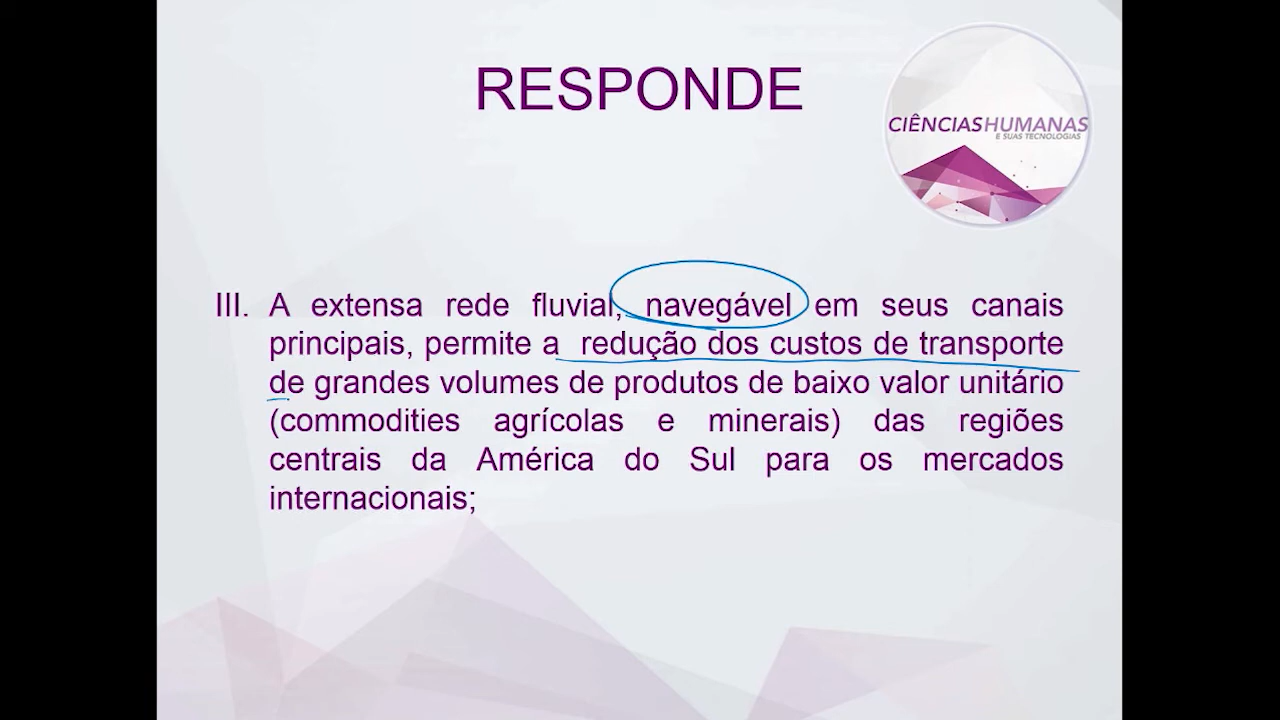 RESPONDE
CIÊNCIASHUMANAS
E SUAS TECNOLOGIAS
III. A extensa rede fluvial, navegável em seus canais
principais, permite a redução dos custos de transporte
de grandes volumes de produtos de baixo valor unitário
(commodities agrícolas e minerais) das regiões
centrais da América do Sul para os mercados
internacionais;